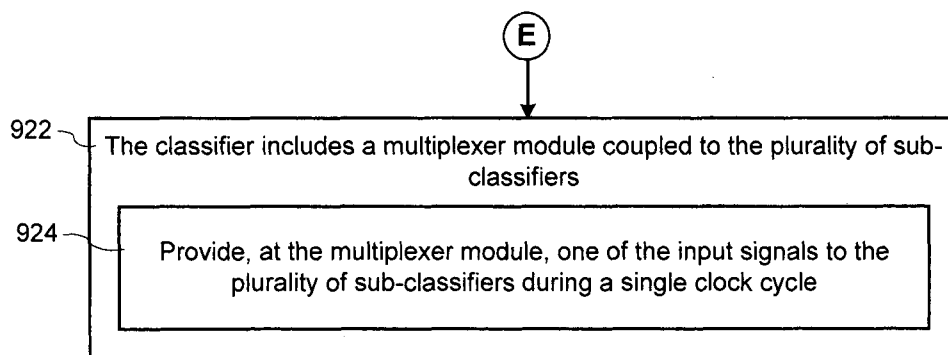 E
922
The classifier includes a multiplexer module coupled to the plurality of sub-
classifiers
924
Provide, at the multiplexer module, one of the input signals to the
plurality of sub-classifiers during a single clock cycle